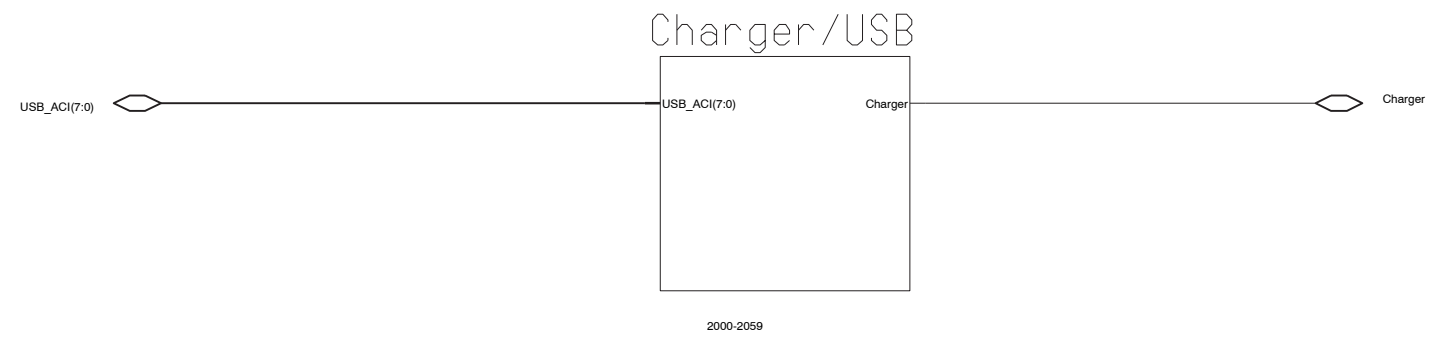 Charger/USB
USB_ACI(7:0)
USB_ACI(7:0)
Charger
Charger
2000-2059